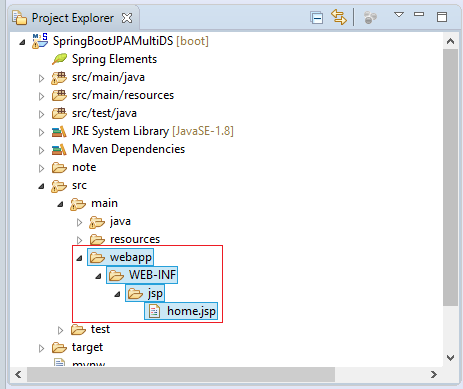 Project Explorer
SpringBootJPAMultiDS [boot]
Spring Elements
src/main/java
src/main/resources
src/test/java
JRE System Library [JavaSE-1.8]
Maven Dependencies
note
src
main
java
resources
webapp
WEB-INF
jsp
home.jsp
test
target